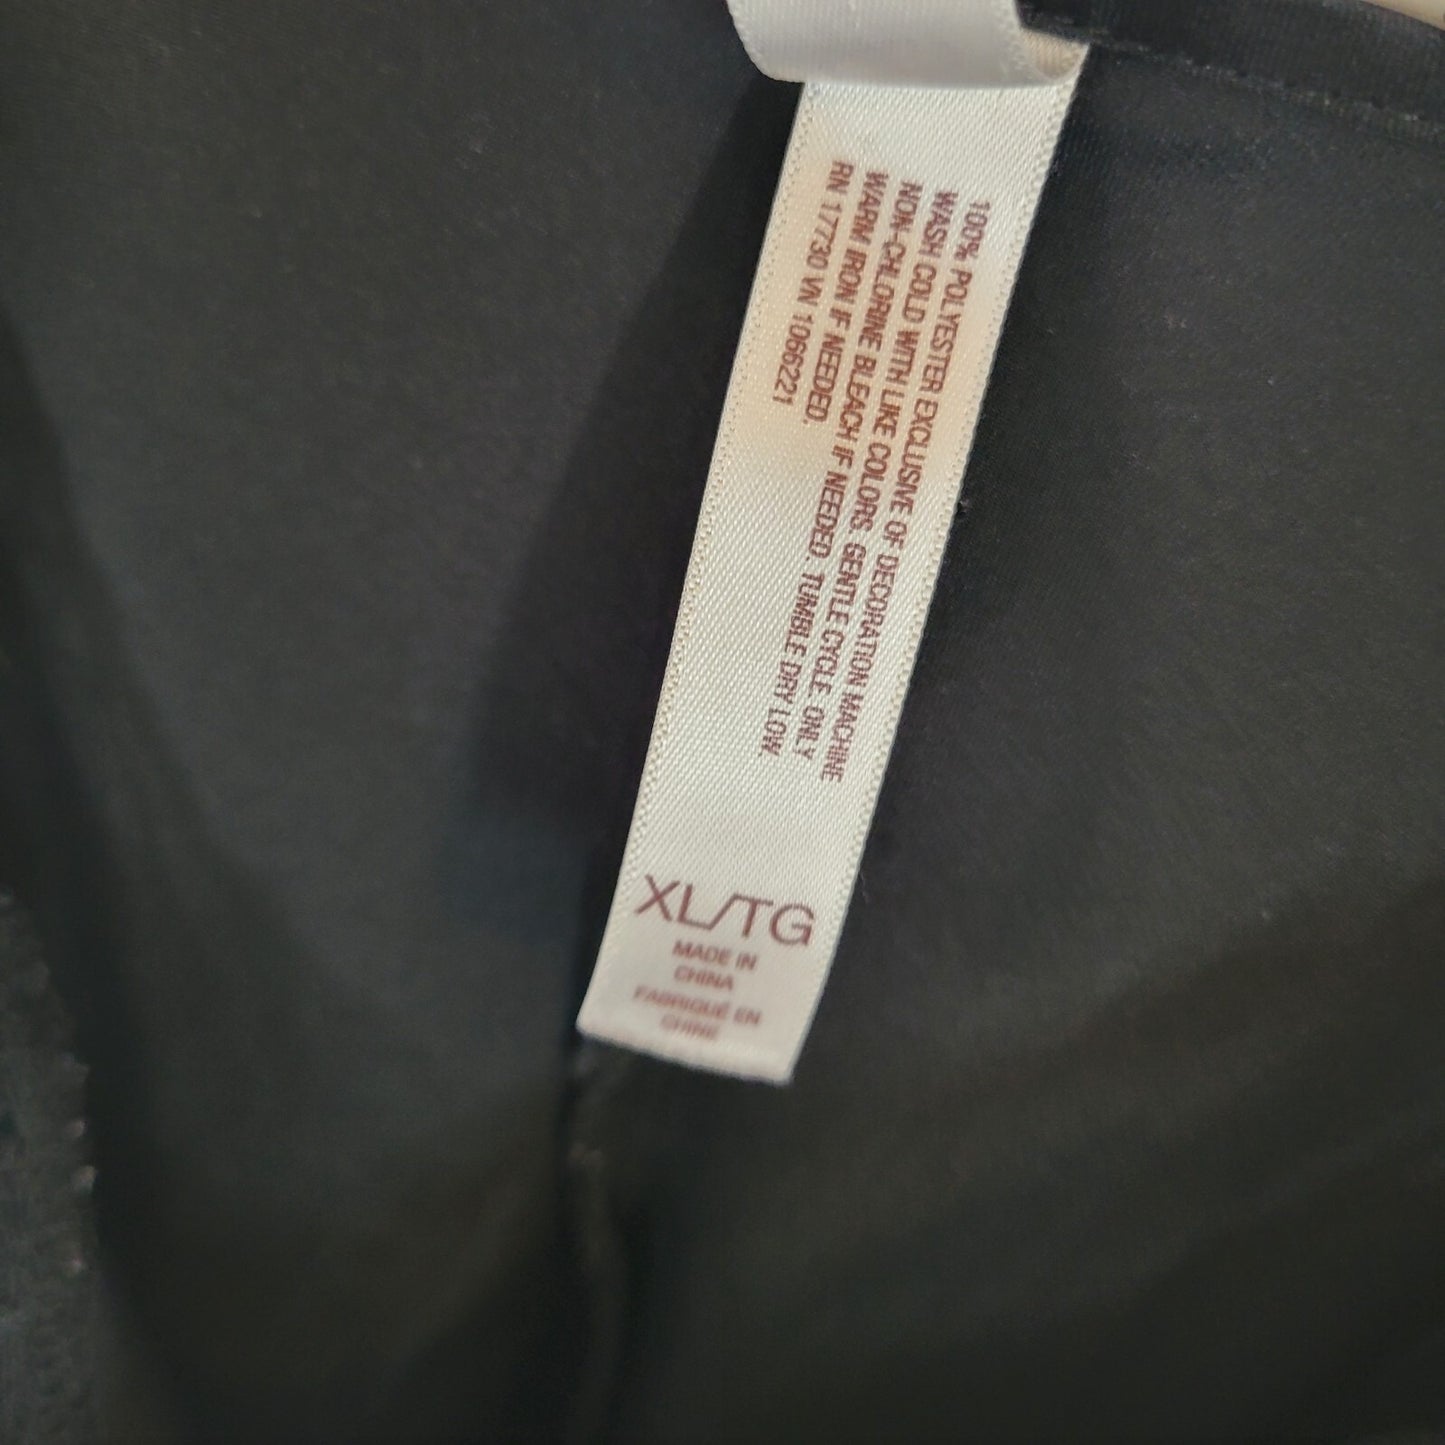 100% POLYESTER EXCLUSIVE OF DECORATION MACHINE
WASH COLD WITH LIKE COLORS. GENTLE CYCLE. ONLY
NON-CHLORINE BLEACH IF NEEDED. TUMBLE DRY LOW.
WARM IRON IF NEEDED.
RN 17730 VN 1066221
XL/TG
MADE IN
CHINA
FABRIQUÉ EN
CHINE